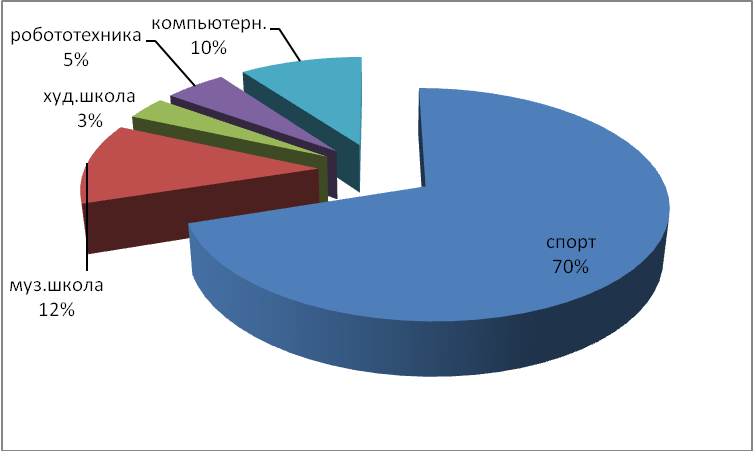 компьютерн.
10%
робототехника
5%
худ.школа
3%
муз.школа
12%
спорт
70%